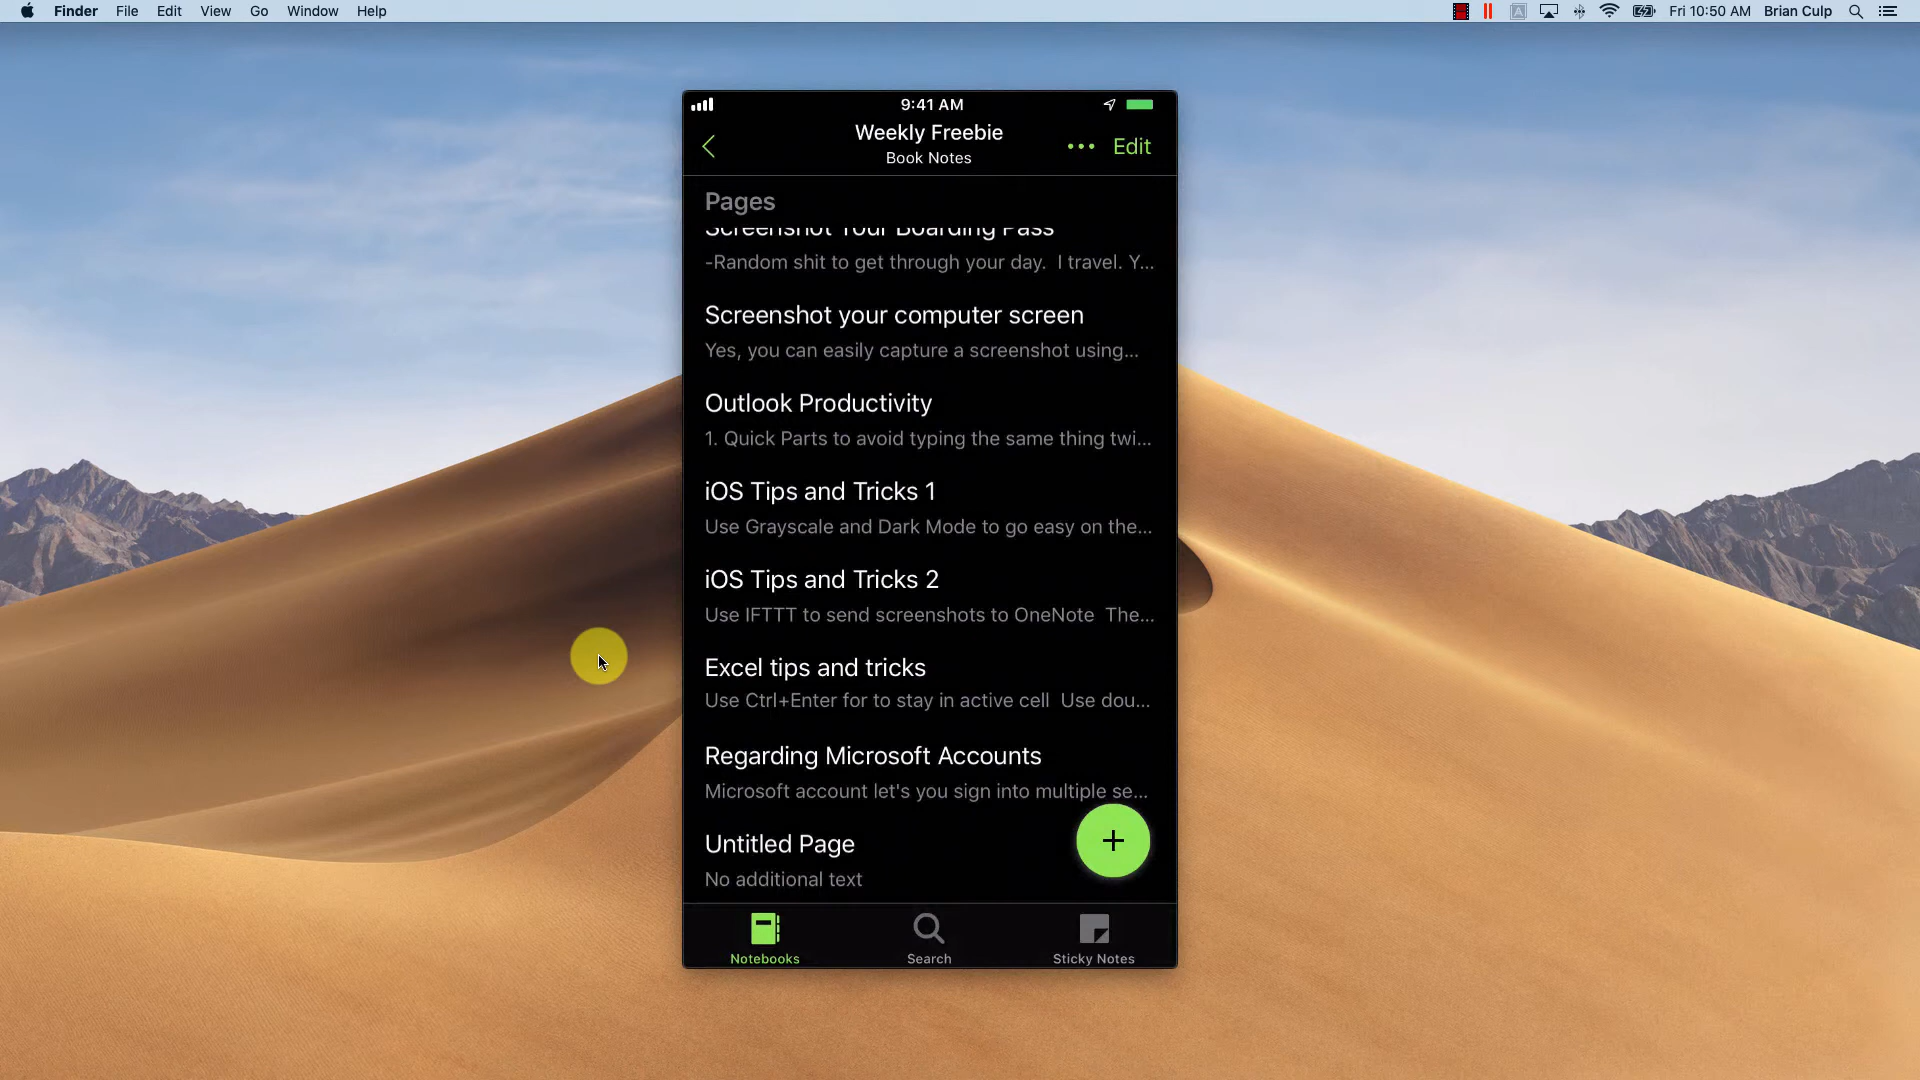 Finder File Edit View Go Window Help
Fri 10:50 AM Brian Culp
9:41 AM
Weekly Freebie
Book Notes
Edit
Pages
Screenshot Your Boarding Pass
-Random shit to get through your day. I travel. Y...
Screenshot your computer screen
Yes, you can easily capture a screenshot using...
Outlook Productivity
1. Quick Parts to avoid typing the same thing twi...
iOS Tips and Tricks 1
Use Grayscale and Dark Mode to go easy on the...
iOS Tips and Tricks 2
Use IFTTT to send screenshots to OneNote The...
Excel tips and tricks
Use Ctrl+Enter for to stay in active cell Use dou...
Regarding Microsoft Accounts
Microsoft account let's you sign into multiple se...
Untitled Page
No additional text
Notebooks
Search
Sticky Notes